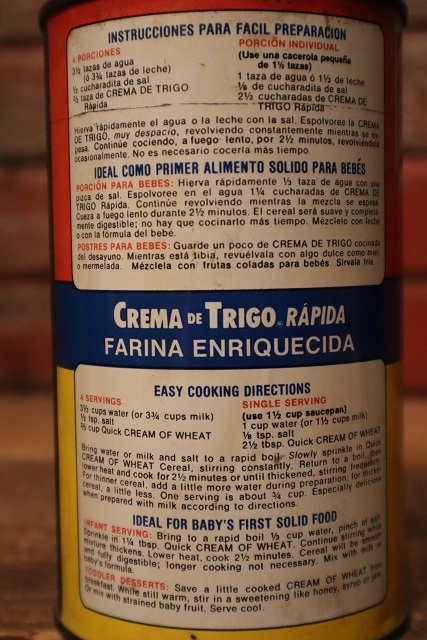 INSTRUCCIONES PARA FACIL PREPARACION
4 PORCIONES
3½ tazas de agua
(ó 3¾ tazas de leche)
½ cucharadita de sal
⅔ taza de CREMA DE TRIGO
Rápida
PORCIÓN INDIVIDUAL
(Use una cacerola pequeña
de 1½ tazas)
1 taza de agua ó 1⅓ de leche
⅛ de cucharadita de sal
2½ cucharadas de CREMA DE
TRIGO Rápida
Hierva rápidamente el agua o la leche con la sal. Espolvoree la CREMA
DE TRIGO, muy despacio, revolviendo constantemente mientras se es-
pesa. Continúe cociendo, a fuego lento, por 2½ minutos, revolviéndola
ocasionalmente. No es necesario cocerla más tiempo.
IDEAL COMO PRIMER ALIMENTO SOLIDO PARA BEBÉS
PORCIÓN PARA BEBES: Hierva rápidamente ⅓ taza de agua con una
pizca de sal. Espolvoree en el agua 1¼ cucharadas de CREMA DE
TRIGO Rápida. Continúe revolviendo mientras la mezcla se espesa.
Cueza a fuego lento durante 2½ minutos. El cereal será suave y completa-
mente digestible; no hay que cocinarlo más tiempo. Mézclelo con leche
o con la fórmula del bebé.
POSTRES PARA BEBES: Guarde un poco de CREMA DE TRIGO cocinada
del desayuno. Mientras está tibia, revuélvala con algo dulce como miel,
o mermelada. Mézclela con frutas coladas para bebés. Sírvala fría.
CREMA DE TRIGO RÁPIDA
FARINA ENRIQUECIDA
EASY COOKING DIRECTIONS
4 SERVINGS
3½ cups water (or 3¾ cups milk)
½ tsp. salt
⅔ cup Quick CREAM OF WHEAT
SINGLE SERVING
(use 1½ cup saucepan)
1 cup water (or 1⅓ cups milk)
⅛ tsp. salt
2½ tbsp. Quick CREAM OF WHEAT
Bring water or milk and salt to a rapid boil. Slowly sprinkle in Quick
CREAM OF WHEAT Cereal, stirring constantly. Return to a boil, then
lower heat and cook for 2½ minutes or until thickened, stirring frequently.
For thinner cereal, add a little more water during preparation; for thicker
cereal, a little less. One serving is about ¾ cup. Especially delicious
when prepared with milk according to directions.
IDEAL FOR BABY'S FIRST SOLID FOOD
INFANT SERVING: Bring to a rapid boil ⅓ cup water, pinch of salt.
Sprinkle in 1¼ tbsp. Quick CREAM OF WHEAT. Continue stirring while
mixture thickens. Lower heat, cook 2½ minutes. Cereal will be smooth
and fully digestible; longer cooking not necessary. Mix with milk or
baby's formula.
TODDLER DESSERTS: Save a little cooked CREAM OF WHEAT from
breakfast. While still warm, stir in a sweetening like honey, syrup or jam.
Or mix with strained baby fruit. Serve cool.